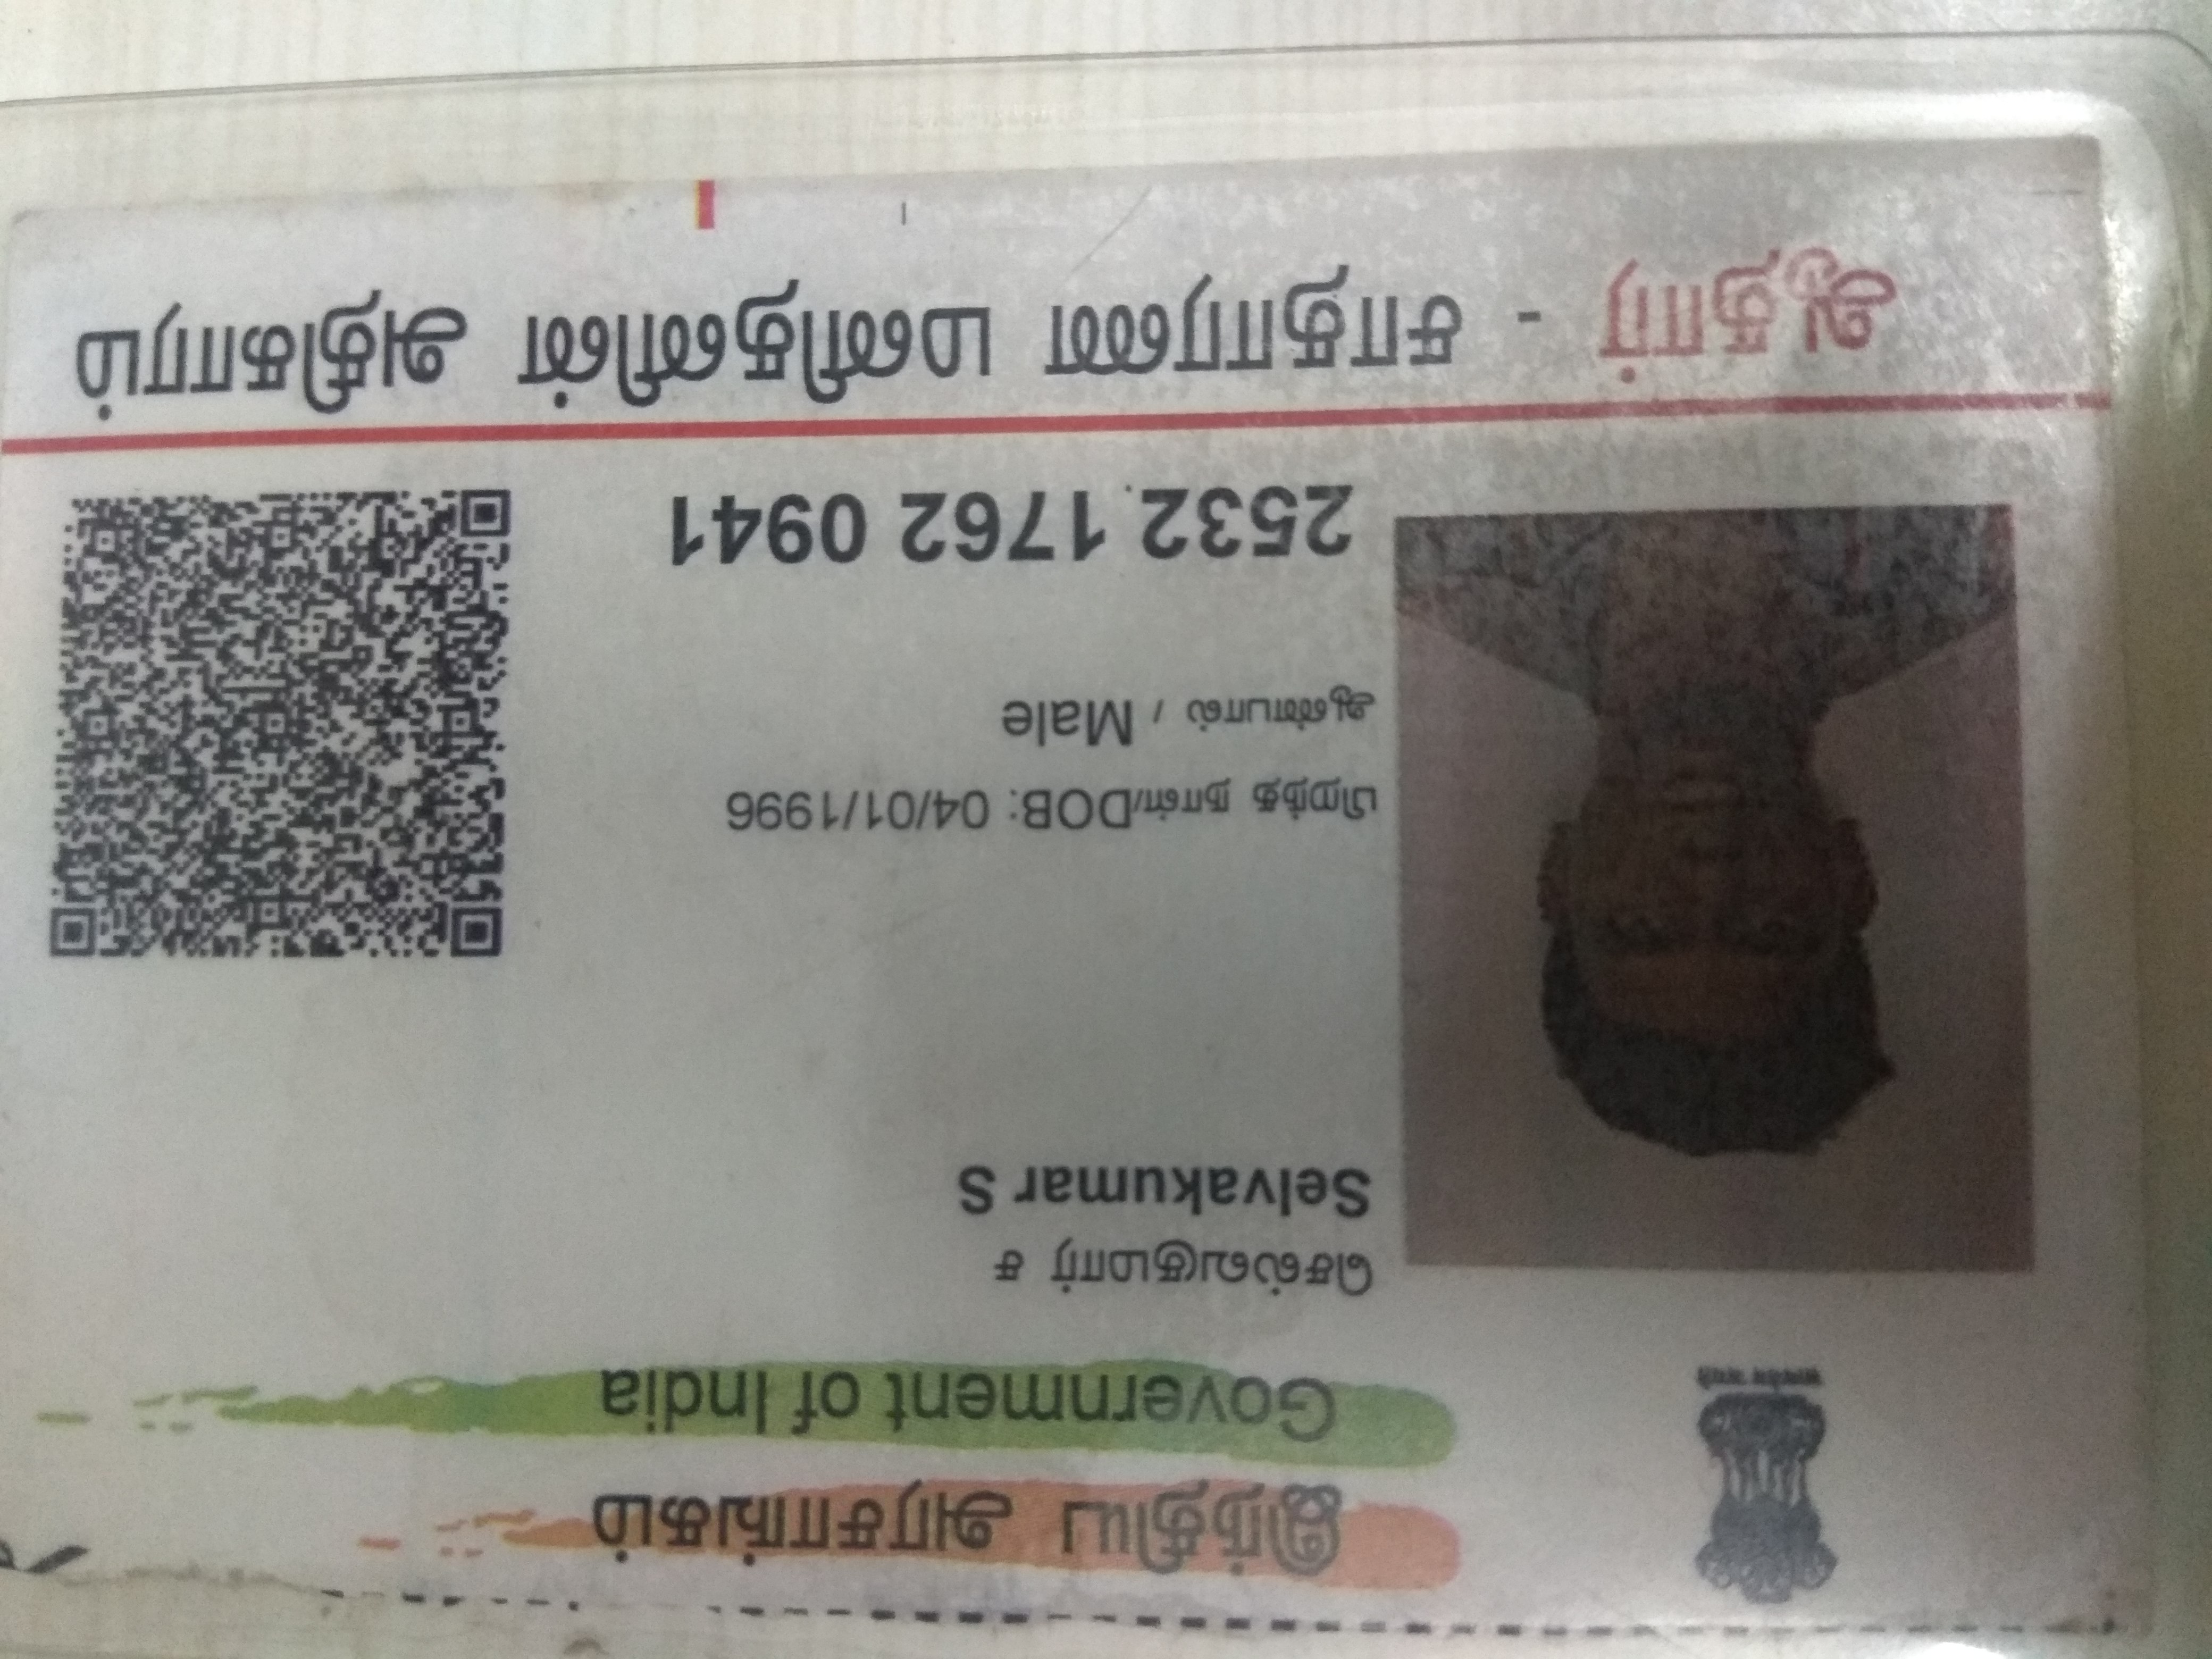 இந்திய அரசாங்கம்
Government of India
செல்வகுமார் ச
Selvakumar S
பிறந்த நாள்/DOB: 04/01/1996
ஆண்பால் / Male
2532 1762 0941
ஆதார் - சாதாரண மனிதனின் அதிகாரம்